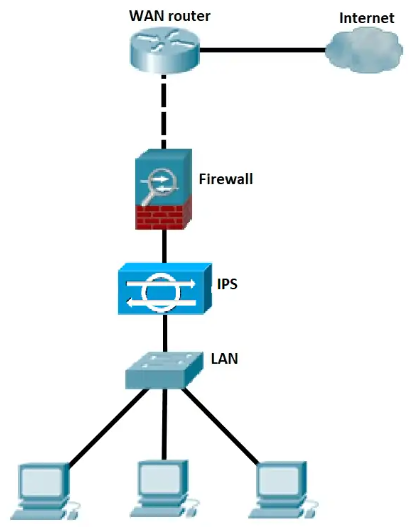 WAN router
Internet
Firewall
IPS
LAN